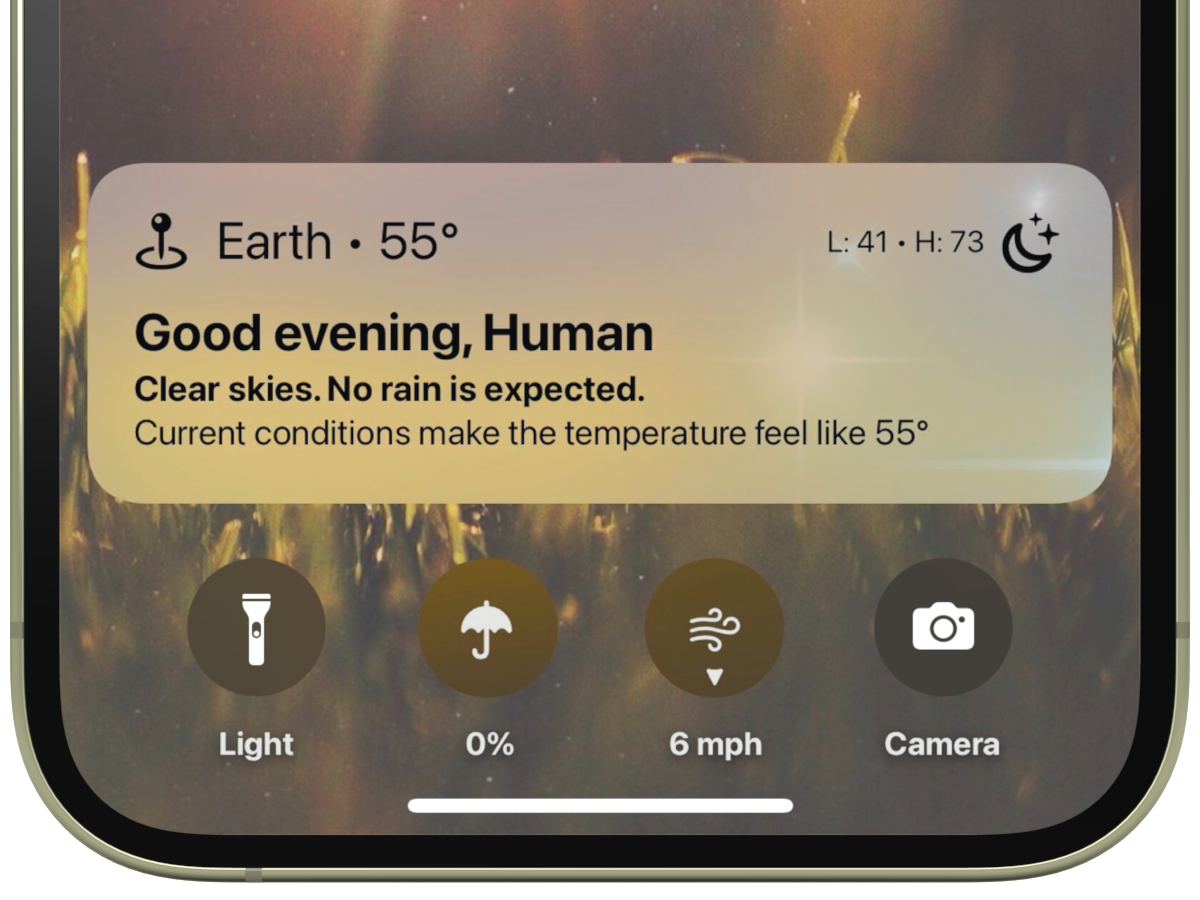 Earth • 55°
L: 41 • H: 73
Good evening, Human
Clear skies. No rain is expected.
Current conditions make the temperature feel like 55°
Light
0%
6 mph
Camera